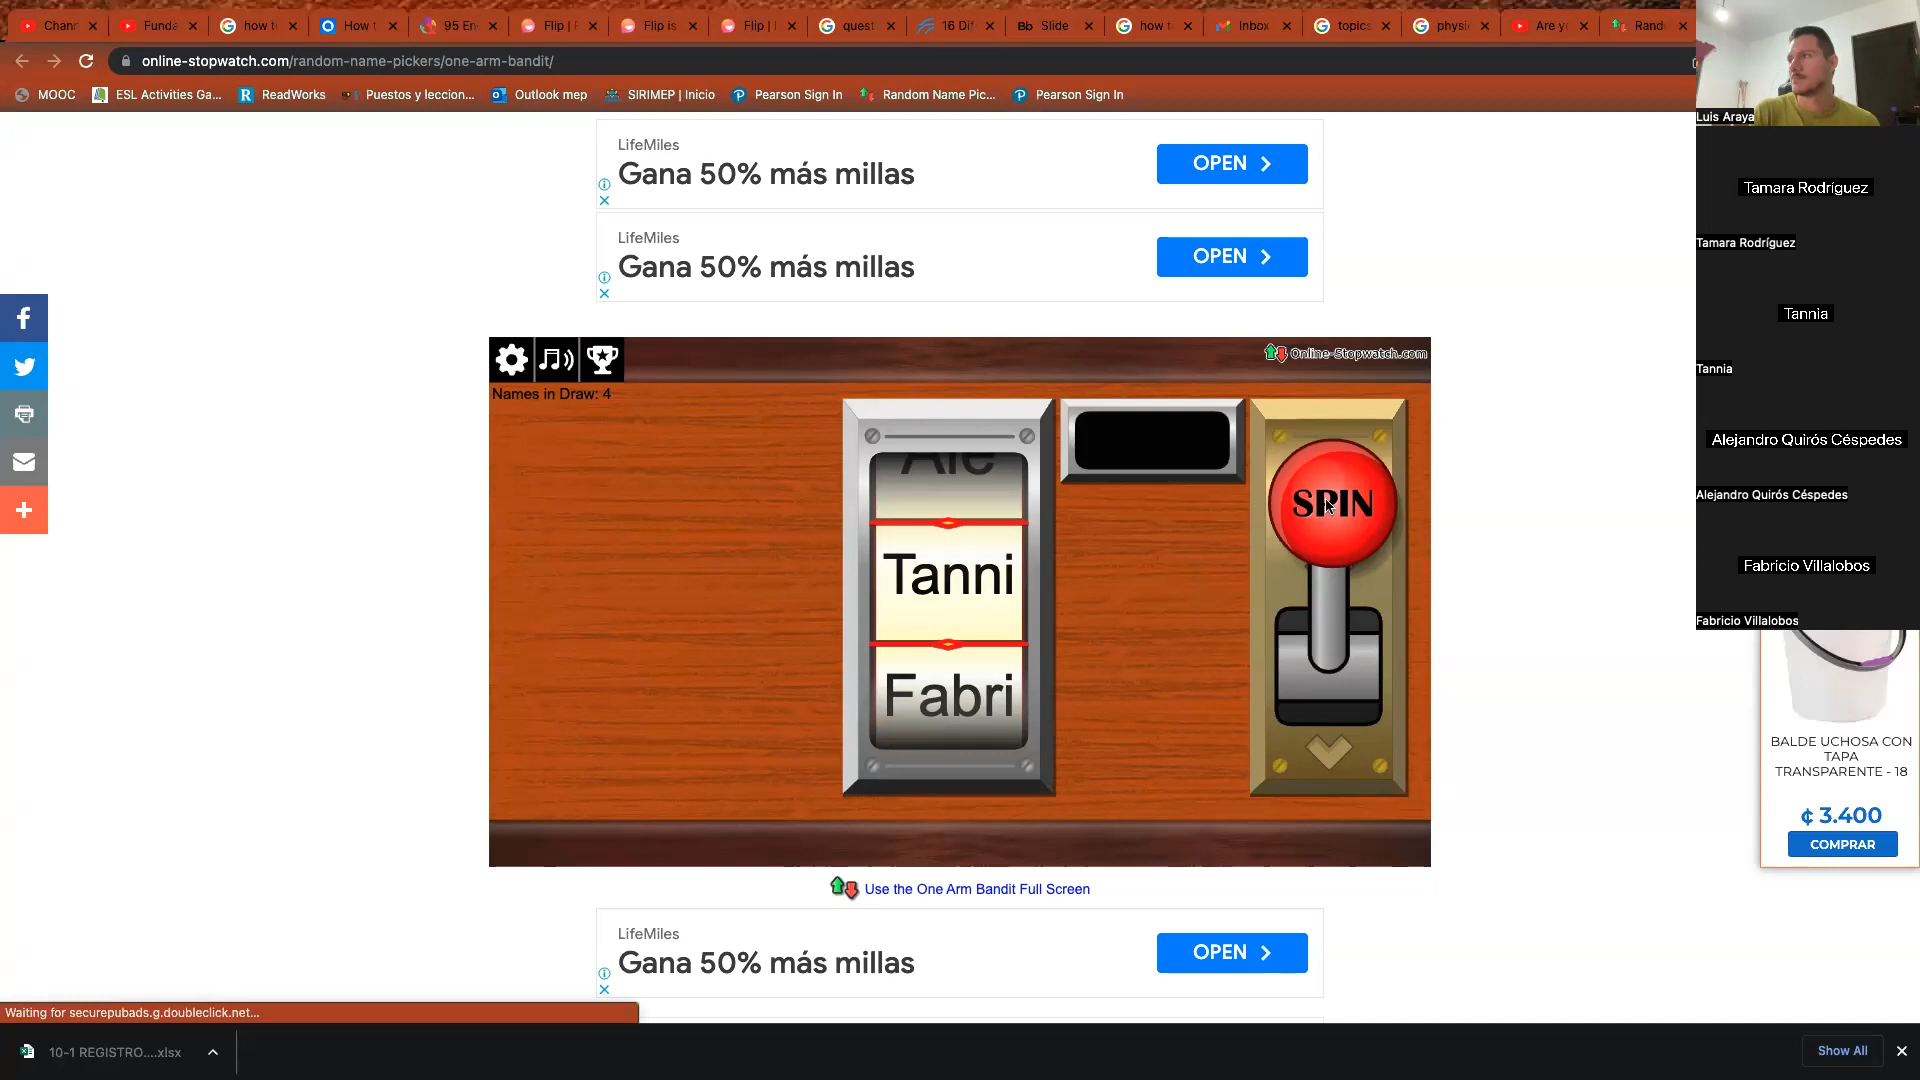 Chann
Funda
how t
How t
95 En
Flip | F
Flip is
Flip |
quest
16 Dif
Bb Slide
how t
Inbox
topics
physi
Are y
Rand
online-stopwatch.com/random-name-pickers/one-arm-bandit/
MOOC
ESL Activities Ga...
ReadWorks
Puestos y leccion...
Outlook mep
SIRIMEP | Inicio
Pearson Sign In
Random Name Pic...
Pearson Sign In
LifeMiles
Gana 50% más millas
OPEN
LifeMiles
Gana 50% más millas
OPEN
Online-Stopwatch.com
Names in Draw: 4
Ale
Tanni
Fabri
SPIN
Use the One Arm Bandit Full Screen
LifeMiles
Gana 50% más millas
OPEN
Luis Araya
Tamara Rodríguez
Tamara Rodríguez
Tannia
Tannia
Alejandro Quirós Céspedes
Alejandro Quirós Céspedes
Fabricio Villalobos
Fabricio Villalobos
BALDE UCHOSA CON
TAPA
TRANSPARENTE - 18
₡ 3.400
COMPRAR
Waiting for securepubads.g.doubleclick.net...
10-1 REGISTRO....xlsx
Show All